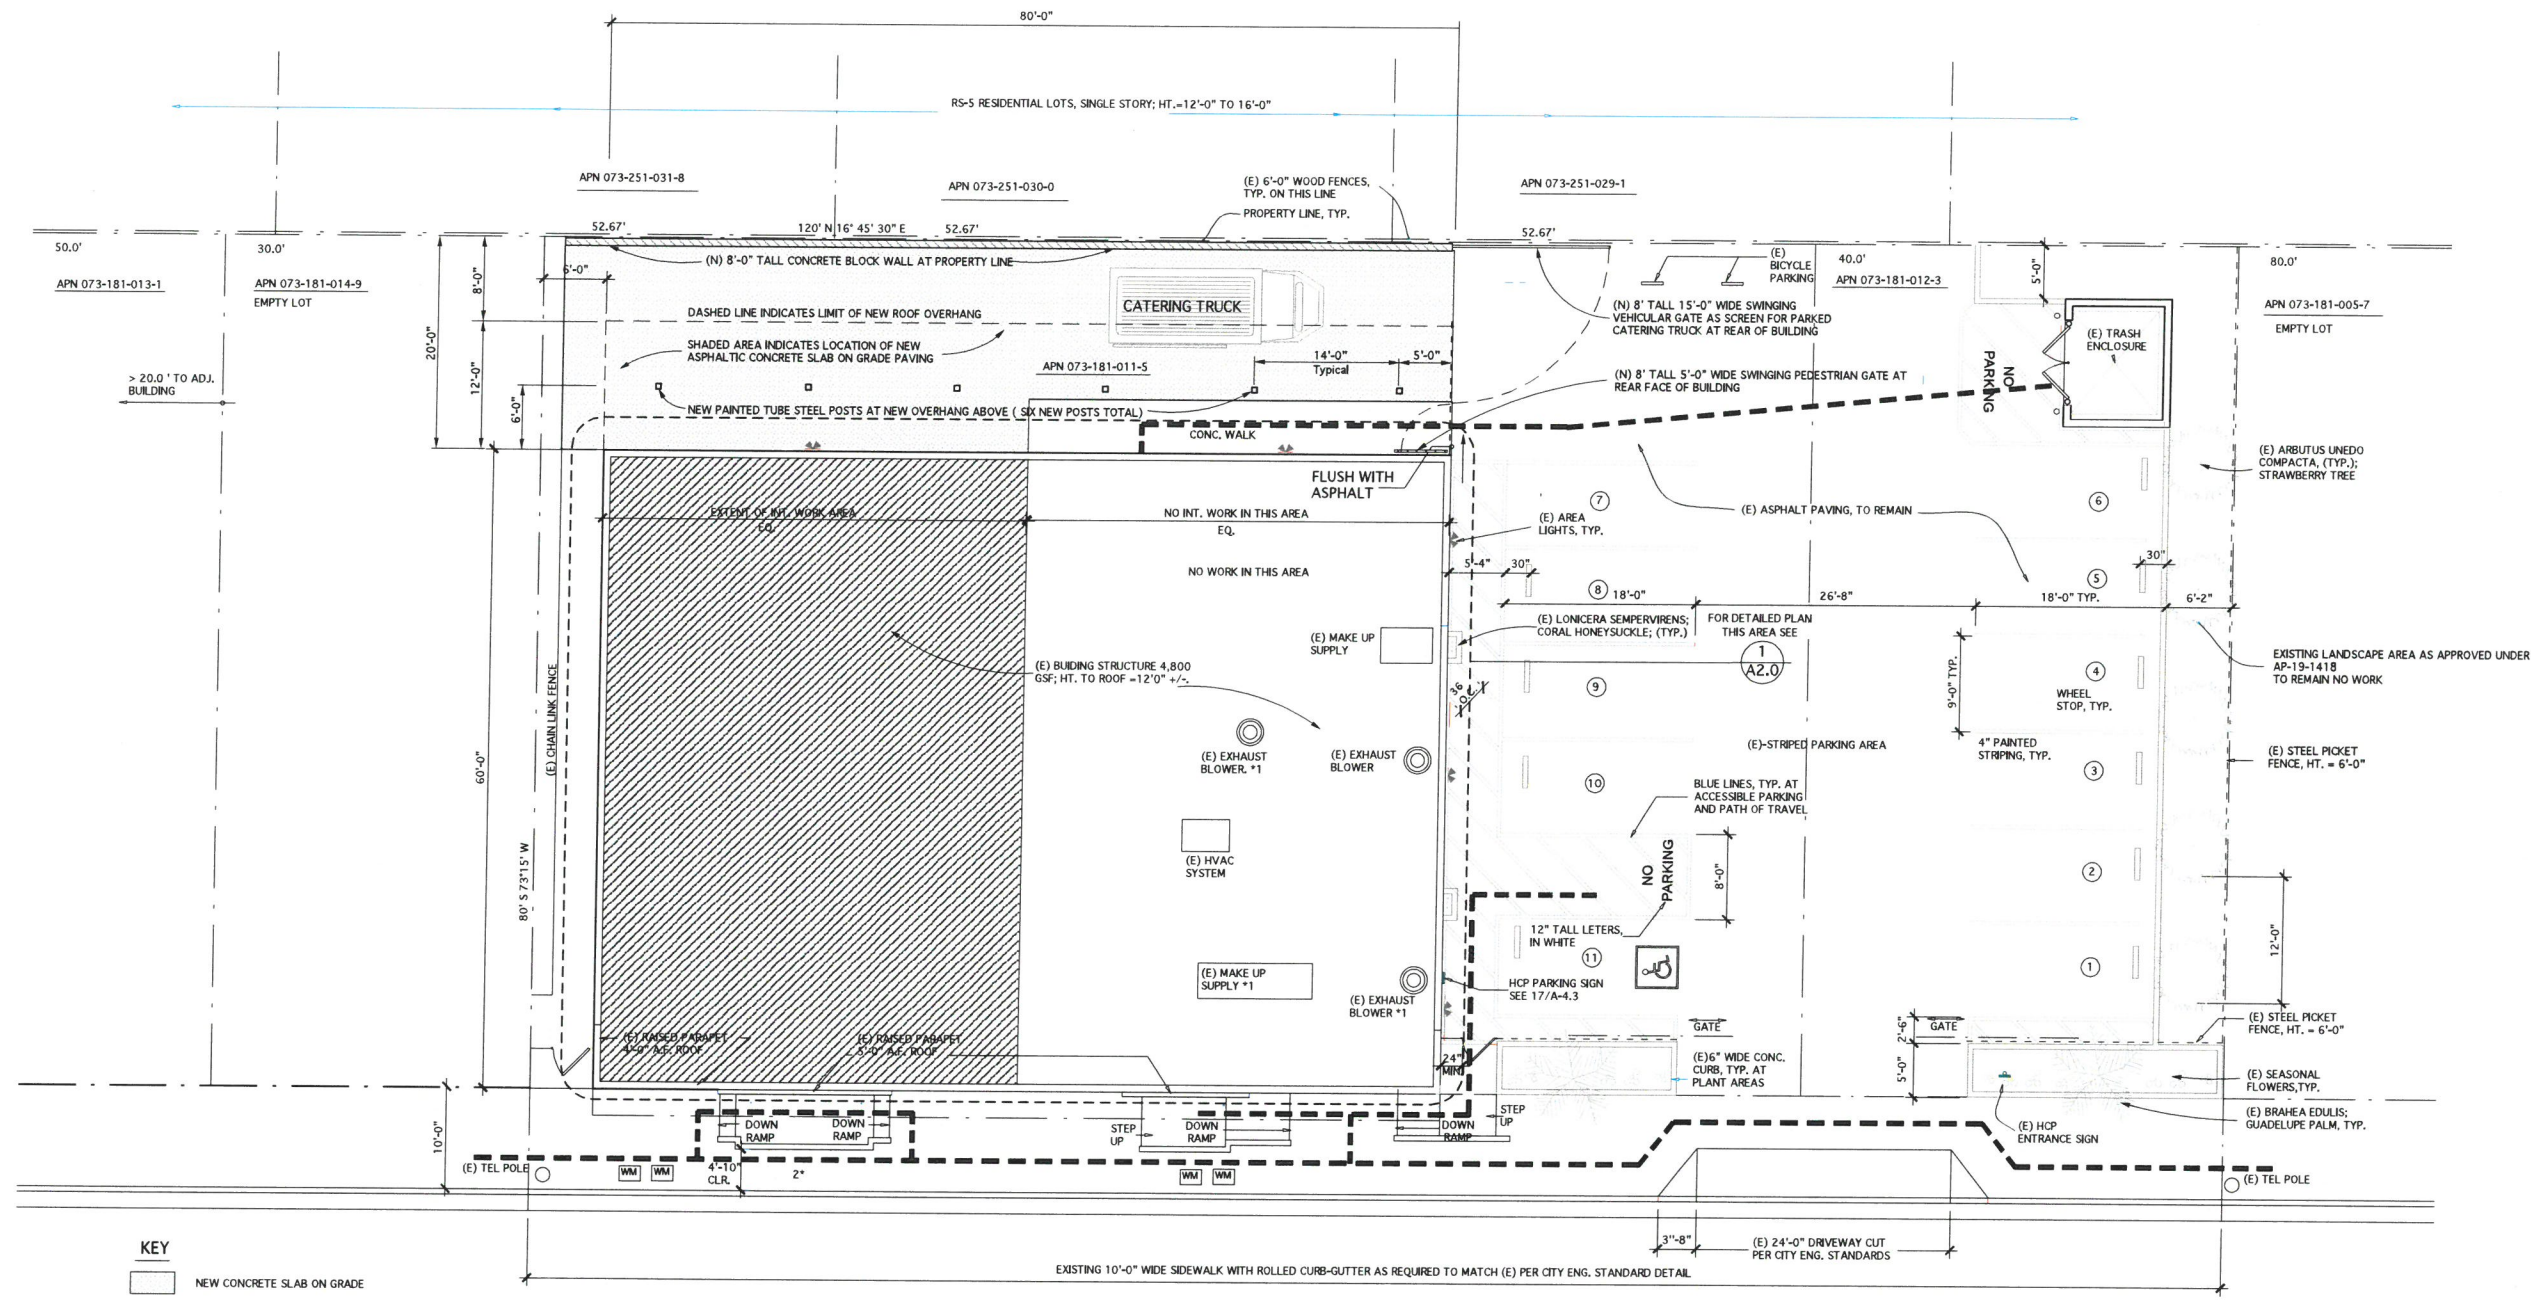 80'-0"
RS-5 RESIDENTIAL LOTS, SINGLE STORY; HT.=12'-0" TO 16'-0"
APN 073-251-031-8
APN 073-251-030-0
(E) 6'-0" WOOD FENCES,
TYP. ON THIS LINE
PROPERTY LINE, TYP.
APN 073-251-029-1
50.0'
30.0'
52.67'
120' N 16° 45' 30" E
52.67'
52.67'
40.0'
80.0'
APN 073-181-013-1
APN 073-181-014-9
EMPTY LOT
8'-0"
20'-0"
12'-0"
6'-0"
6'-0"
(N) 8'-0" TALL CONCRETE BLOCK WALL AT PROPERTY LINE
CATERING TRUCK
DASHED LINE INDICATES LIMIT OF NEW ROOF OVERHANG
SHADED AREA INDICATES LOCATION OF NEW
ASPHALTIC CONCRETE SLAB ON GRADE PAVING
APN 073-181-011-5
14'-0"
Typical
5'-0"
NEW PAINTED TUBE STEEL POSTS AT NEW OVERHANG ABOVE ( SIX NEW POSTS TOTAL)
CONC. WALK
(E)
BICYCLE
PARKING
APN 073-181-012-3
5'-0"
(N) 8' TALL 15'-0" WIDE SWINGING
VEHICULAR GATE AS SCREEN FOR PARKED
CATERING TRUCK AT REAR OF BUILDING
(N) 8' TALL 5'-0" WIDE SWINGING PEDESTRIAN GATE AT
REAR FACE OF BUILDING
NO
PARKING
(E) TRASH
ENCLOSURE
APN 073-181-005-7
EMPTY LOT
> 20.0 ' TO ADJ.
BUILDING
FLUSH WITH
ASPHALT
(E) ARBUTUS UNEDO
COMPACTA, (TYP.);
STRAWBERRY TREE
EXTENT OF INT. WORK AREA
EQ.
NO INT. WORK IN THIS AREA
EQ.
NO WORK IN THIS AREA
(E) AREA
LIGHTS, TYP.
7
(E) ASPHALT PAVING, TO REMAIN
6
5'-4"
30"
8
18'-0"
26'-8"
18'-0" TYP.
5
30"
6'-2"
(E) LONICERA SEMPERVIRENS;
CORAL HONEYSUCKLE; (TYP.)
FOR DETAILED PLAN
THIS AREA SEE
1
A2.0
(E) MAKE UP
SUPPLY
(E) BUIDING STRUCTURE 4,800
GSF; HT. TO ROOF =12'0" +/-.
36
O.C.
9
9'-0" TYP.
4
WHEEL
STOP, TYP.
EXISTING LANDSCAPE AREA AS APPROVED UNDER
AP-19-1418
TO REMAIN NO WORK
(E) CHAIN LINK FENCE
60'-0"
80' S 73°15' W
(E) EXHAUST
BLOWER. *1
(E) EXHAUST
BLOWER
(E)-STRIPED PARKING AREA
4" PAINTED
STRIPING, TYP.
3
(E) STEEL PICKET
FENCE, HT. = 6'-0"
10
BLUE LINES, TYP. AT
ACCESSIBLE PARKING
AND PATH OF TRAVEL
(E) HVAC
SYSTEM
NO
PARKING
8'-0"
2
12'-0"
12" TALL LETERS,
IN WHITE
11
1
(E) MAKE UP
SUPPLY *1
(E) EXHAUST
BLOWER *1
HCP PARKING SIGN
SEE 17/A-4.3
(E) RAISED PARAPET
4'-0" A.F. ROOF
(E) RAISED PARAPET
5'-0" A.F. ROOF
24"
MIN
GATE
GATE
2'-6"
5'-0"
(E) STEEL PICKET
FENCE, HT. = 6'-0"
(E)6" WIDE CONC.
CURB, TYP. AT
PLANT AREAS
(E) SEASONAL
FLOWERS,TYP.
(E) BRAHEA EDULIS;
GUADELUPE PALM, TYP.
(E) HCP
ENTRANCE SIGN
10'-0"
DOWN
RAMP
DOWN
RAMP
STEP
UP
DOWN
RAMP
DOWN
RAMP
STEP
UP
(E) TEL POLE
WM
WM
4'-10"
CLR.
2*
WM
WM
(E) TEL POLE
3"-8"
(E) 24'-0" DRIVEWAY CUT
PER CITY ENG. STANDARDS
EXISTING 10'-0" WIDE SIDEWALK WITH ROLLED CURB-GUTTER AS REQUIRED TO MATCH (E) PER CITY ENG. STANDARD DETAIL
KEY
NEW CONCRETE SLAB ON GRADE